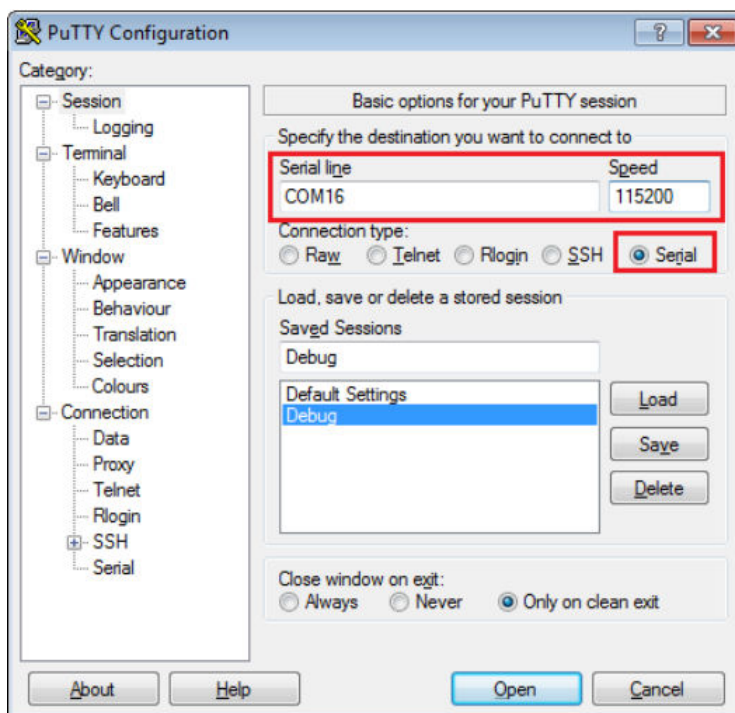 PuTTY Configuration
Category:
Session
Logging
Terminal
Keyboard
Bell
Features
Window
Appearance
Behaviour
Translation
Selection
Colours
Connection
Data
Proxy
Telnet
Rlogin
SSH
Serial
Basic options for your PuTTY session
Specify the destination you want to connect to
Serial line Speed
COM16 115200
Connection type:
Raw Telnet Rlogin SSH Serial
Load, save or delete a stored session
Saved Sessions
Debug
Default Settings
Debug
Load
Save
Delete
Close window on exit:
Always Never Only on clean exit
About Help Open Cancel